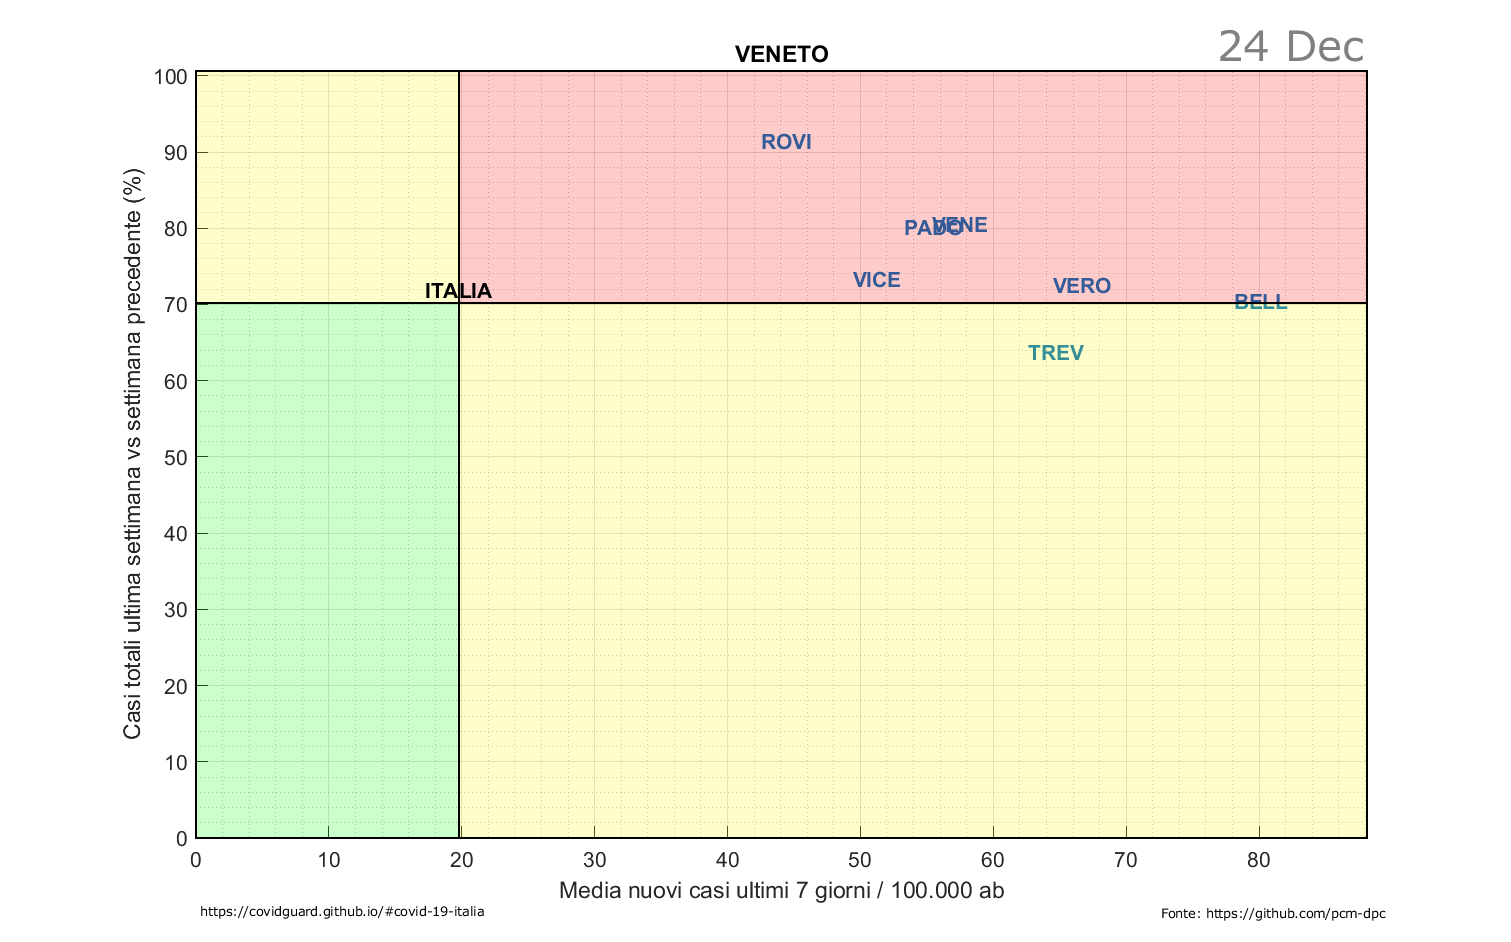 24 Dec
VENETO
100
90
80
70
60
50
40
30
20
10
0
Casi totali ultima settimana vs settimana precedente (%)
ROVI
PADO
VENE
VICE
VERO
ITALIA
BELL
TREV
0 10 20 30 40 50 60 70 80
Media nuovi casi ultimi 7 giorni / 100.000 ab
https://covidguard.github.io/#covid-19-italia
Fonte: https://github.com/pcm-dpc